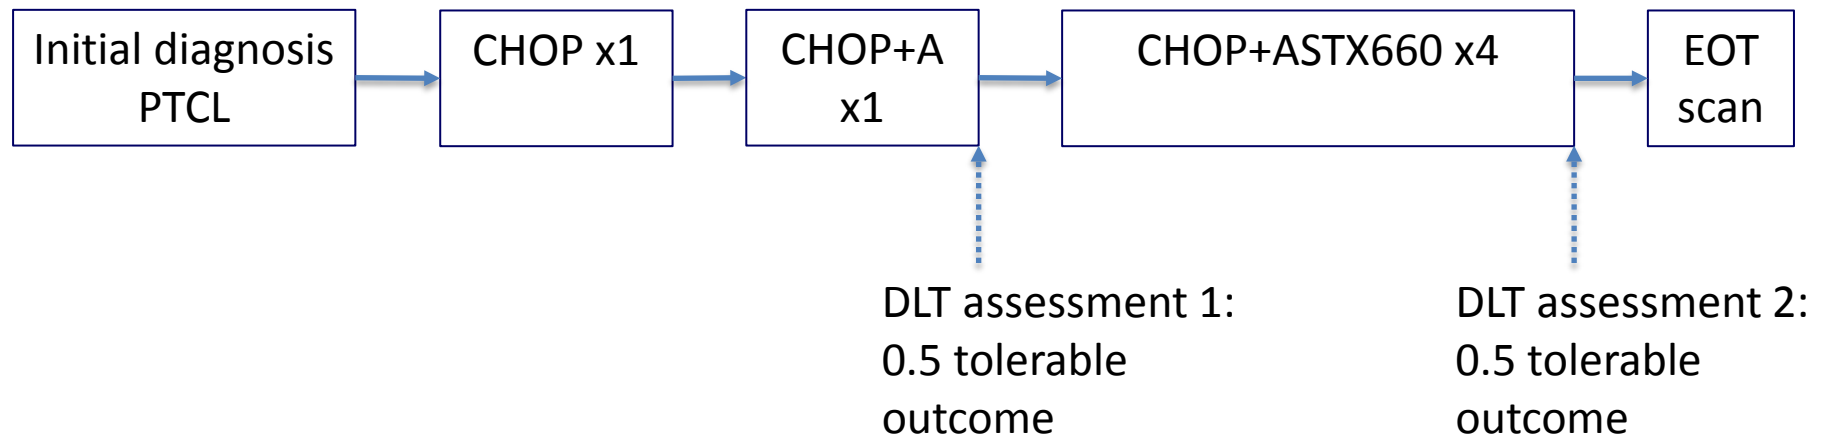 Initial diagnosis
PTCL
CHOP x1
CHOP+A
x1
CHOP+ASTX660 x4
EOT
scan
DLT assessment 1:
0.5 tolerable
outcome
DLT assessment 2:
0.5 tolerable
outcome